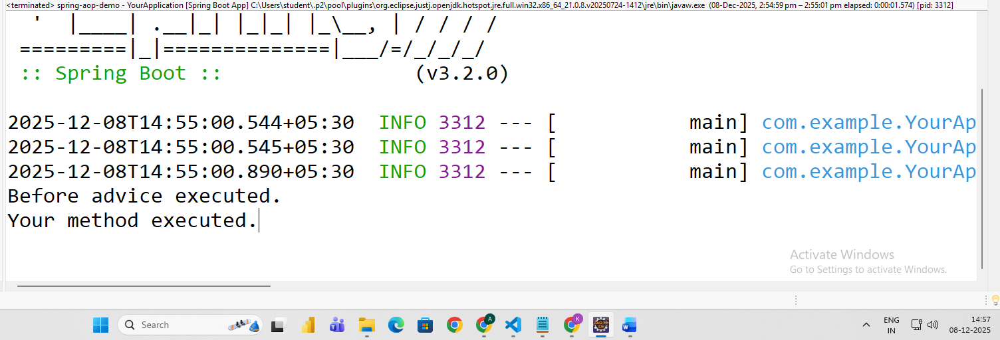 <terminated> spring-aop-demo - YourApplication [Spring Boot App] C:\Users\student\.p2\pool\plugins\org.eclipse.justj.openjdk.hotspot.jre.full.win32.x86_64_21.0.8.v20250724-1412\jre\bin\javaw.exe (08-Dec-2025, 2:54:59 pm – 2:55:01 pm elapsed: 0:00:01.574) [pid: 3312]
  '  |____| .__|_| |_|_| |_\__, | / / / /
 =========|_|==============|___/=/_/_/_/
 :: Spring Boot ::                (v3.2.0)
2025-12-08T14:55:00.544+05:30  INFO 3312 --- [           main] com.example.YourAp
2025-12-08T14:55:00.545+05:30  INFO 3312 --- [           main] com.example.YourAp
2025-12-08T14:55:00.890+05:30  INFO 3312 --- [           main] com.example.YourAp
Before advice executed.
Your method executed.
Activate Windows
Go to Settings to activate Windows.
Search
ENG
IN
14:57
08-12-2025